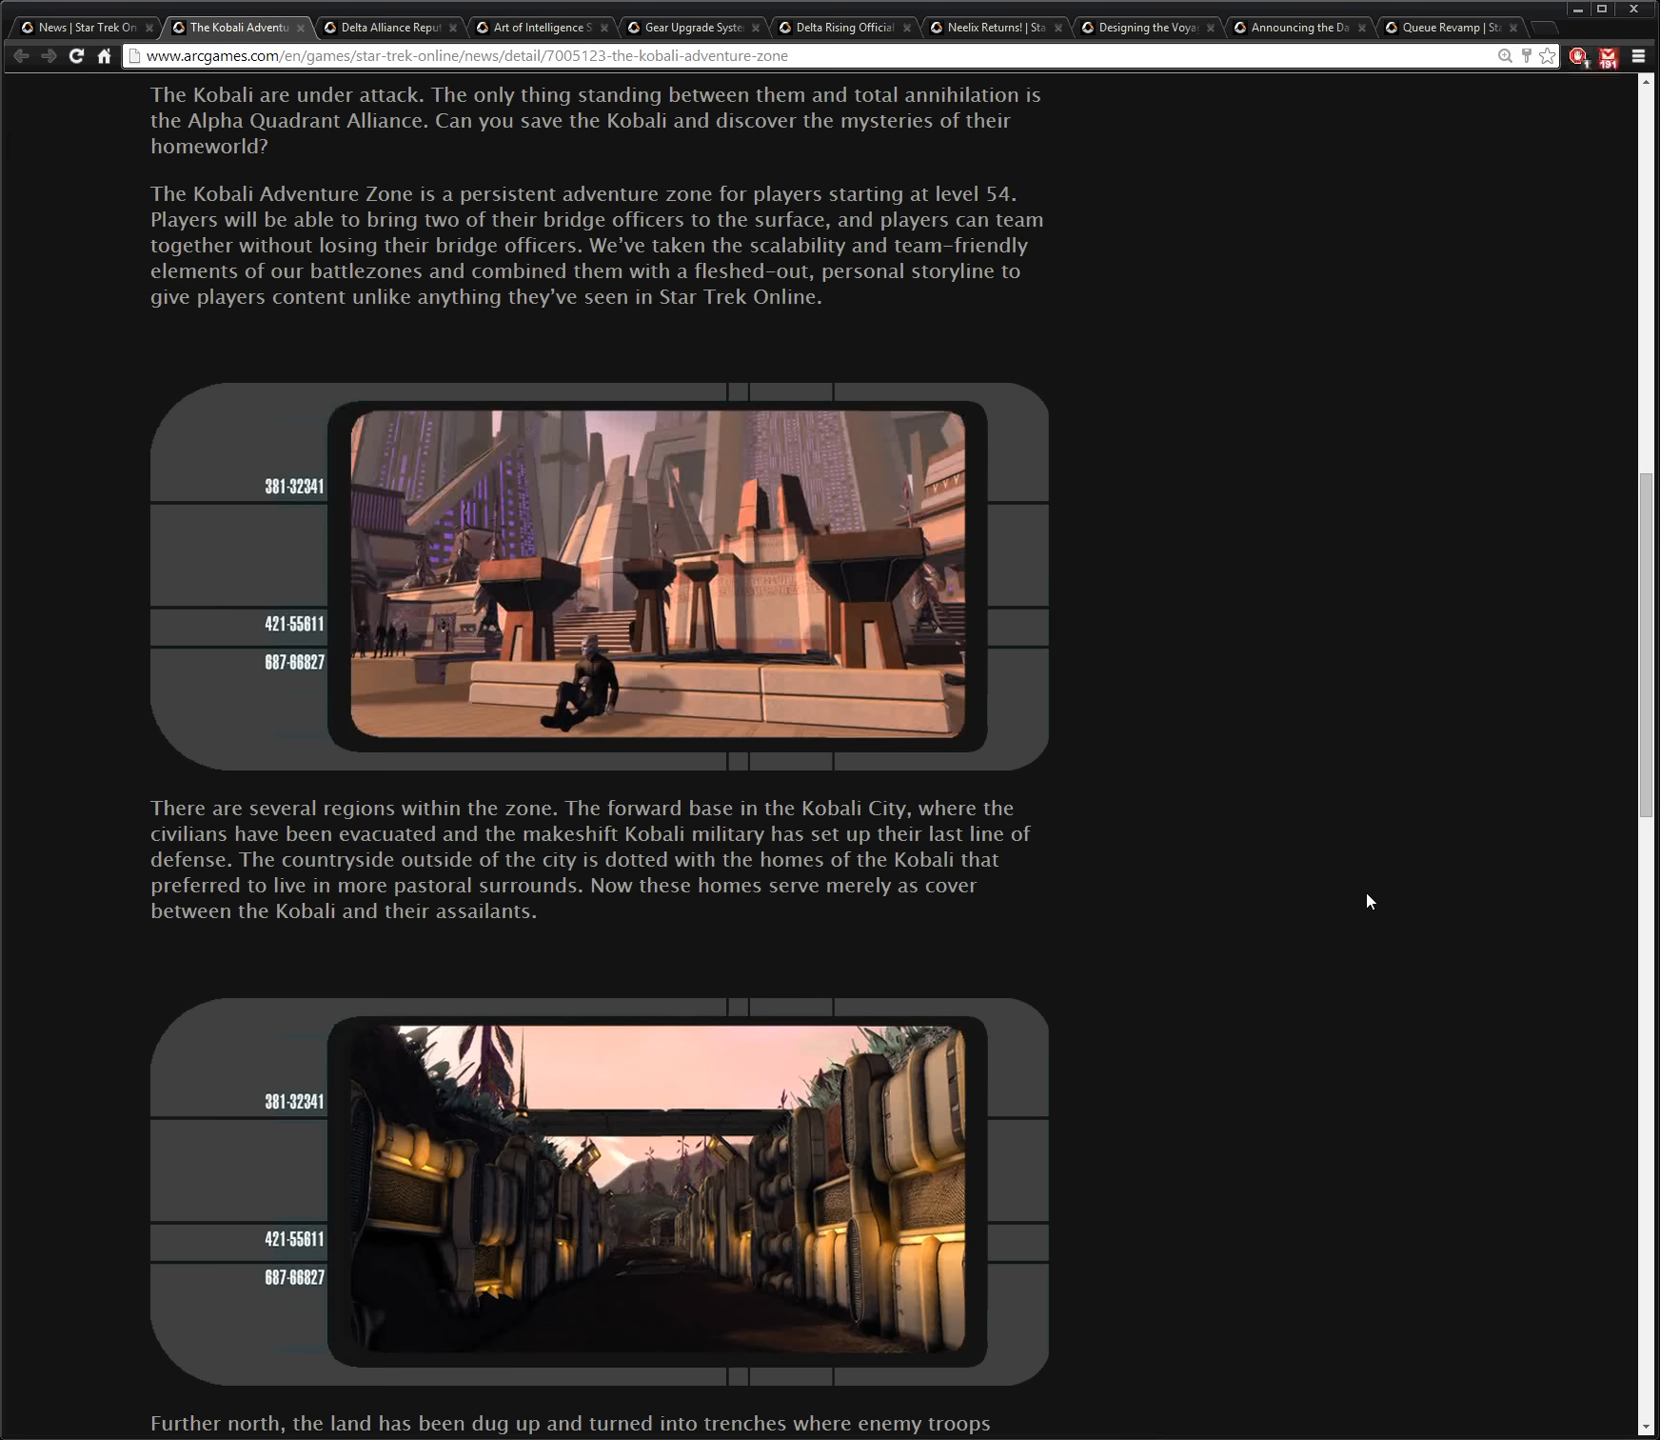 News | Star Trek On
The Kobali Adventu
Delta Alliance Reput
Art of Intelligence S
Gear Upgrade Syste
Delta Rising Official
Neelix Returns! | Sta
Designing the Voya
Announcing the Da
Queue Revamp | Sta
www.arcgames.com/en/games/star-trek-online/news/detail/7005123-the-kobali-adventure-zone
1
191
The Kobali are under attack. The only thing standing between them and total annihilation is
the Alpha Quadrant Alliance. Can you save the Kobali and discover the mysteries of their
homeworld?
The Kobali Adventure Zone is a persistent adventure zone for players starting at level 54.
Players will be able to bring two of their bridge officers to the surface, and players can team
together without losing their bridge officers. We've taken the scalability and team-friendly
elements of our battlezones and combined them with a fleshed-out, personal storyline to
give players content unlike anything they've seen in Star Trek Online.
381-32341
421-55611
687-66827
There are several regions within the zone. The forward base in the Kobali City, where the
civilians have been evacuated and the makeshift Kobali military has set up their last line of
defense. The countryside outside of the city is dotted with the homes of the Kobali that
preferred to live in more pastoral surrounds. Now these homes serve merely as cover
between the Kobali and their assailants.
381-32341
421-55611
687-66827
Further north, the land has been dug up and turned into trenches where enemy troops